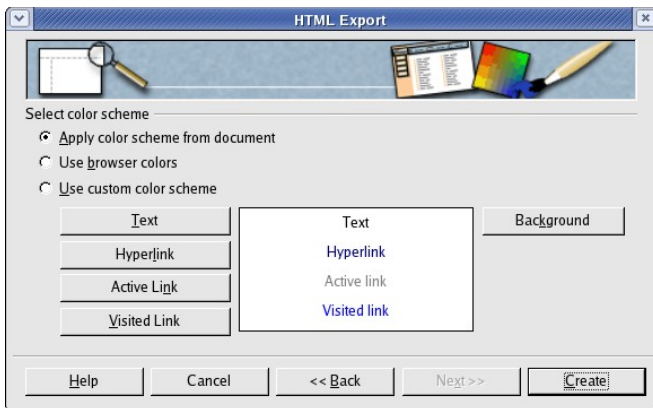 HTML Export
Select color scheme
Apply color scheme from document
Use browser colors
Use custom color scheme
Text
Hyperlink
Active Link
Visited Link
Text
Hyperlink
Active link
Visited link
Background
Help
Cancel
<< Back
Next >>
Create